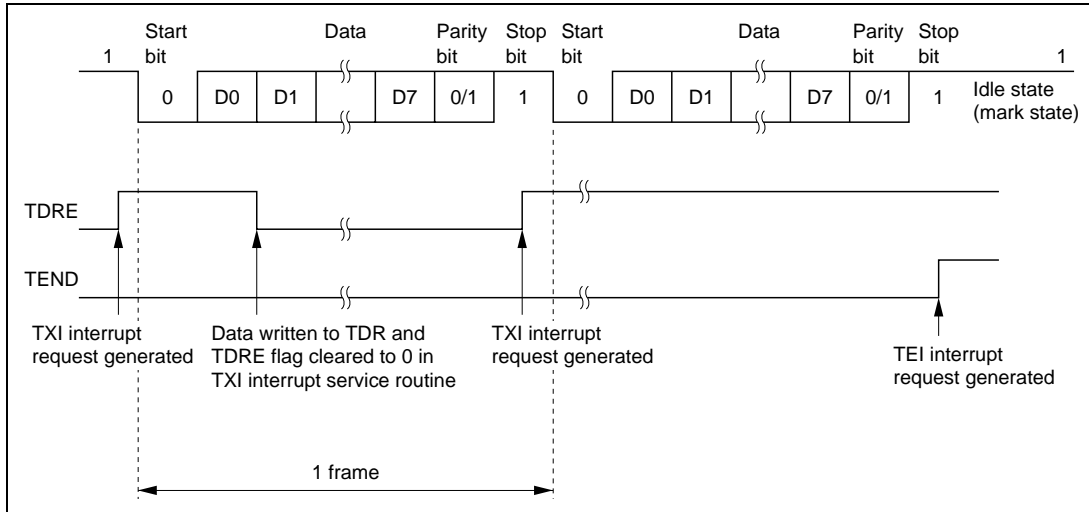 Start bit Data Parity bit Stop bit Start bit Data Parity bit Stop bit
1 1
0 D0 D1 D7 0/1 1 0 D0 D1 D7 0/1 1 Idle state (mark state)
TDRE
TEND
TXI interrupt request generated
Data written to TDR and TDRE flag cleared to 0 in TXI interrupt service routine
TXI interrupt request generated
TEI interrupt request generated
1 frame